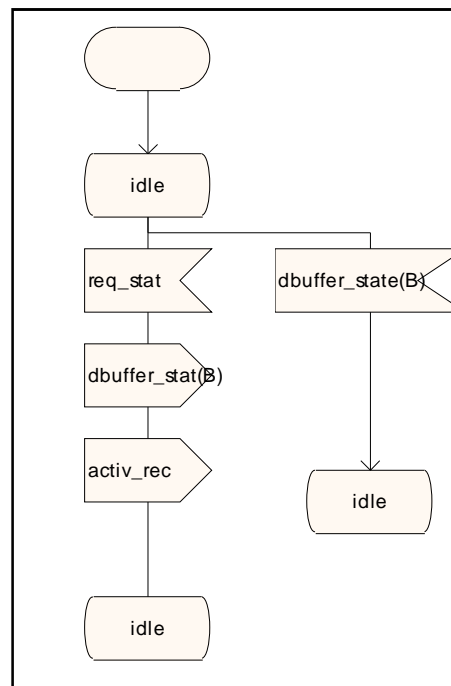 idle
req_stat
dbuffer_state(B)
dbuffer_stat(B)
activ_rec
idle
idle